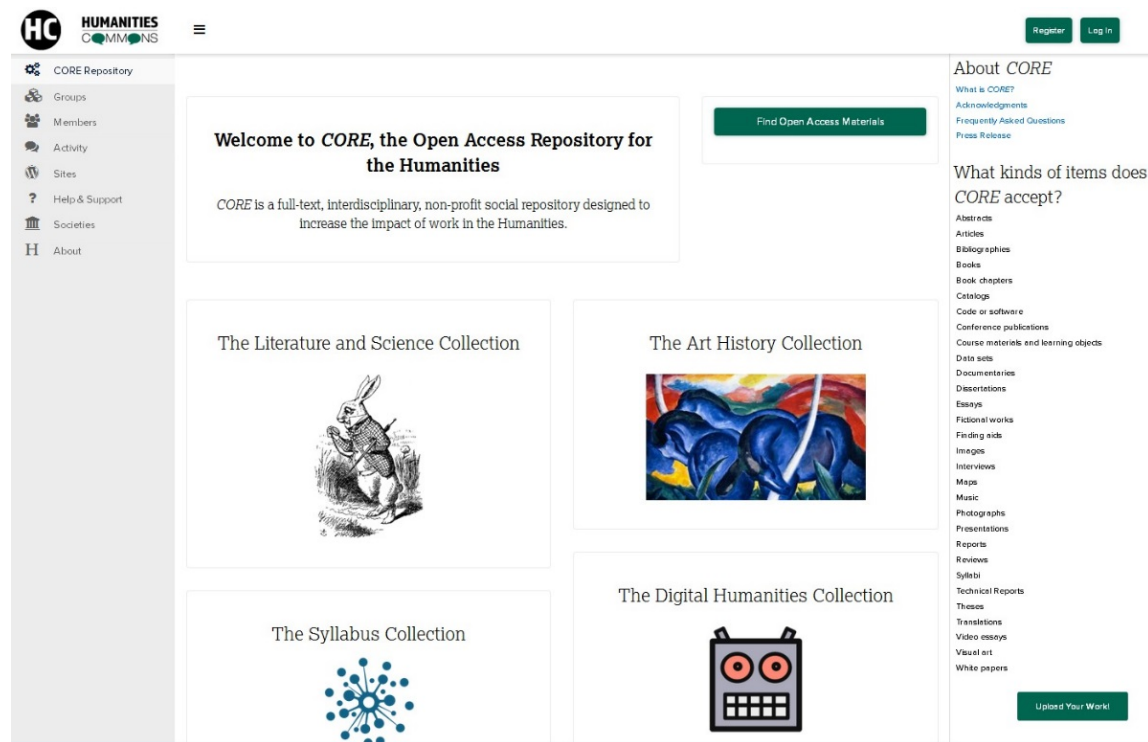 HC
HUMANITIES
COMMONS
Register
Log In
CORE Repository
Groups
Members
Activity
Sites
Help & Support
Societies
H
About
Welcome to CORE, the Open Access Repository for
the Humanities
CORE is a full-text, interdisciplinary, non-profit social repository designed to
increase the impact of work in the Humanities.
Find Open Access Materials
The Literature and Science Collection
The Art History Collection
The Syllabus Collection
The Digital Humanities Collection
About CORE
What is CORE?
Acknowledgments
Frequently Asked Questions
Press Release
What kinds of items does
CORE accept?
Abstracts
Articles
Bibliographies
Books
Book chapters
Catalogs
Code or software
Conference publications
Course materials and learning objects
Data sets
Documentaries
Dissertations
Essays
Fictional works
Finding aids
Images
Interviews
Maps
Music
Photographs
Presentations
Reports
Reviews
Syllabi
Technical Reports
Theses
Translations
Video essays
Visual art
White papers
Upload Your Work!